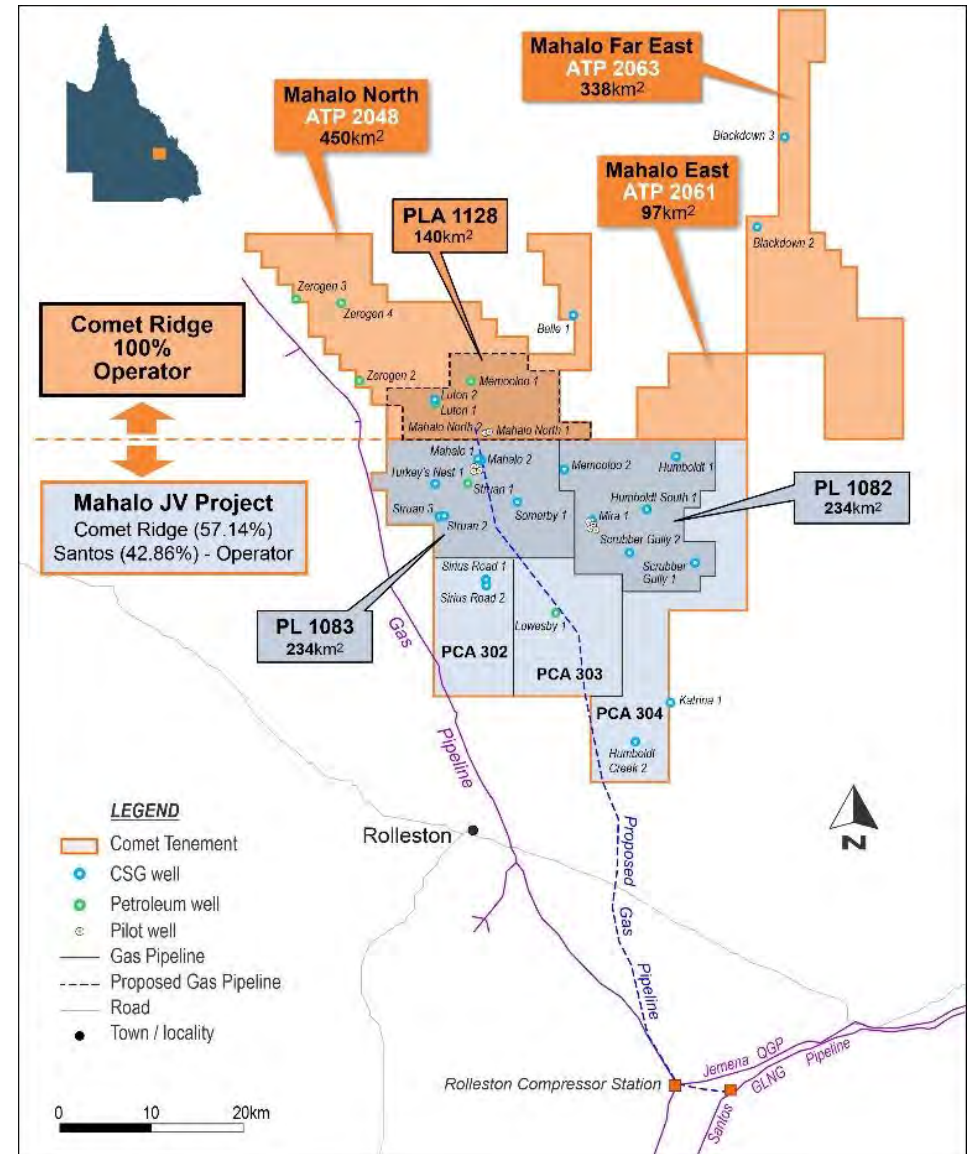 Mahalo Far East
ATP 2063
338km²
Mahalo North
ATP 2048
450km²
Blackdown 3
Mahalo East
ATP 2061
97km²
PLA 1128
140km²
Blackdown 2
Zerogen 3
Zerogen 4
Belle 1
Comet Ridge
100%
Operator
Zerogen 2
Memooloo 1
Luton 2
Luton 1
Mahalo North 2
Mahalo North 1
Mahalo 1
Mahalo 2
Memooloo 2
Humboldt 1
Turkey's Nest 1
Struan 1
Humboldt South 1
PL 1082
234km²
Mahalo JV Project
Comet Ridge (57.14%)
Santos (42.86%) - Operator
Struan 3
Struan 2
Somerby 1
Mira 1
Scrubber Gully 2
Scrubber
Gully 1
Sirius Road 1
Sirius Road 2
PL 1083
234km²
Lowesby 1
PCA 302
PCA 303
PCA 304
Katrina 1
Humboldt
Creek 2
Gas
Pipeline
N
Rolleston
Proposed
Gas
Pipeline
LEGEND
Comet Tenement
CSG well
Petroleum well
Pilot well
Gas Pipeline
Proposed Gas Pipeline
Road
Town / locality
Jemena QGP
Santos GLNG Pipeline
Rolleston Compressor Station
0 10 20km